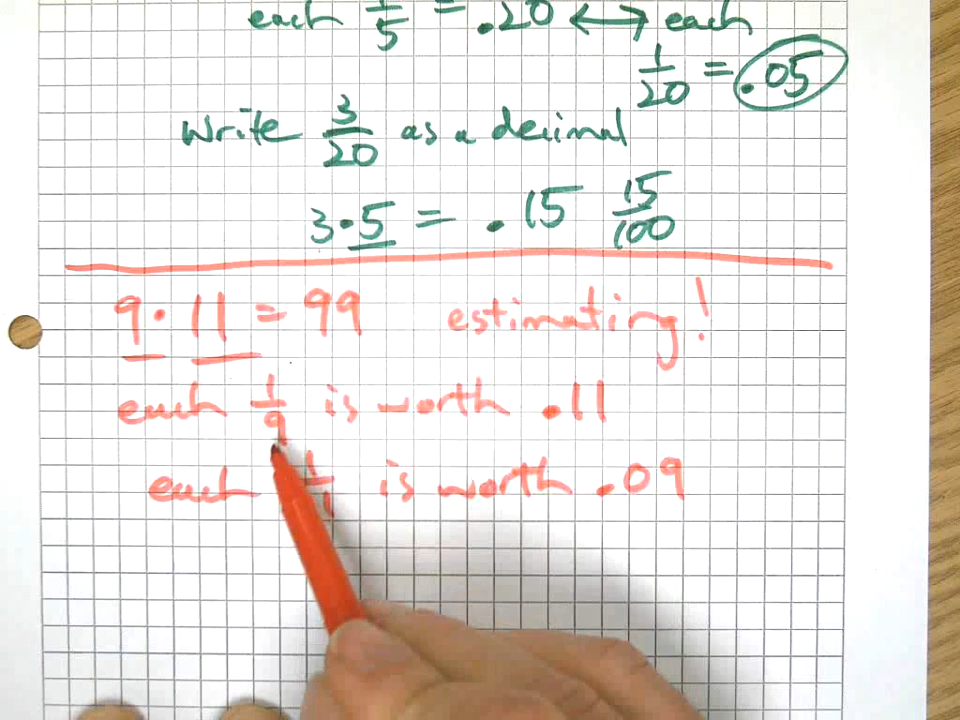 each 1/5 = .20 ↔ each
1/20 = .05
Write 3/20 as a decimal
3 · 5 = .15 15/100
9 · 11 = 99 estimating!
each 1/9 is worth .11
each is worth .09